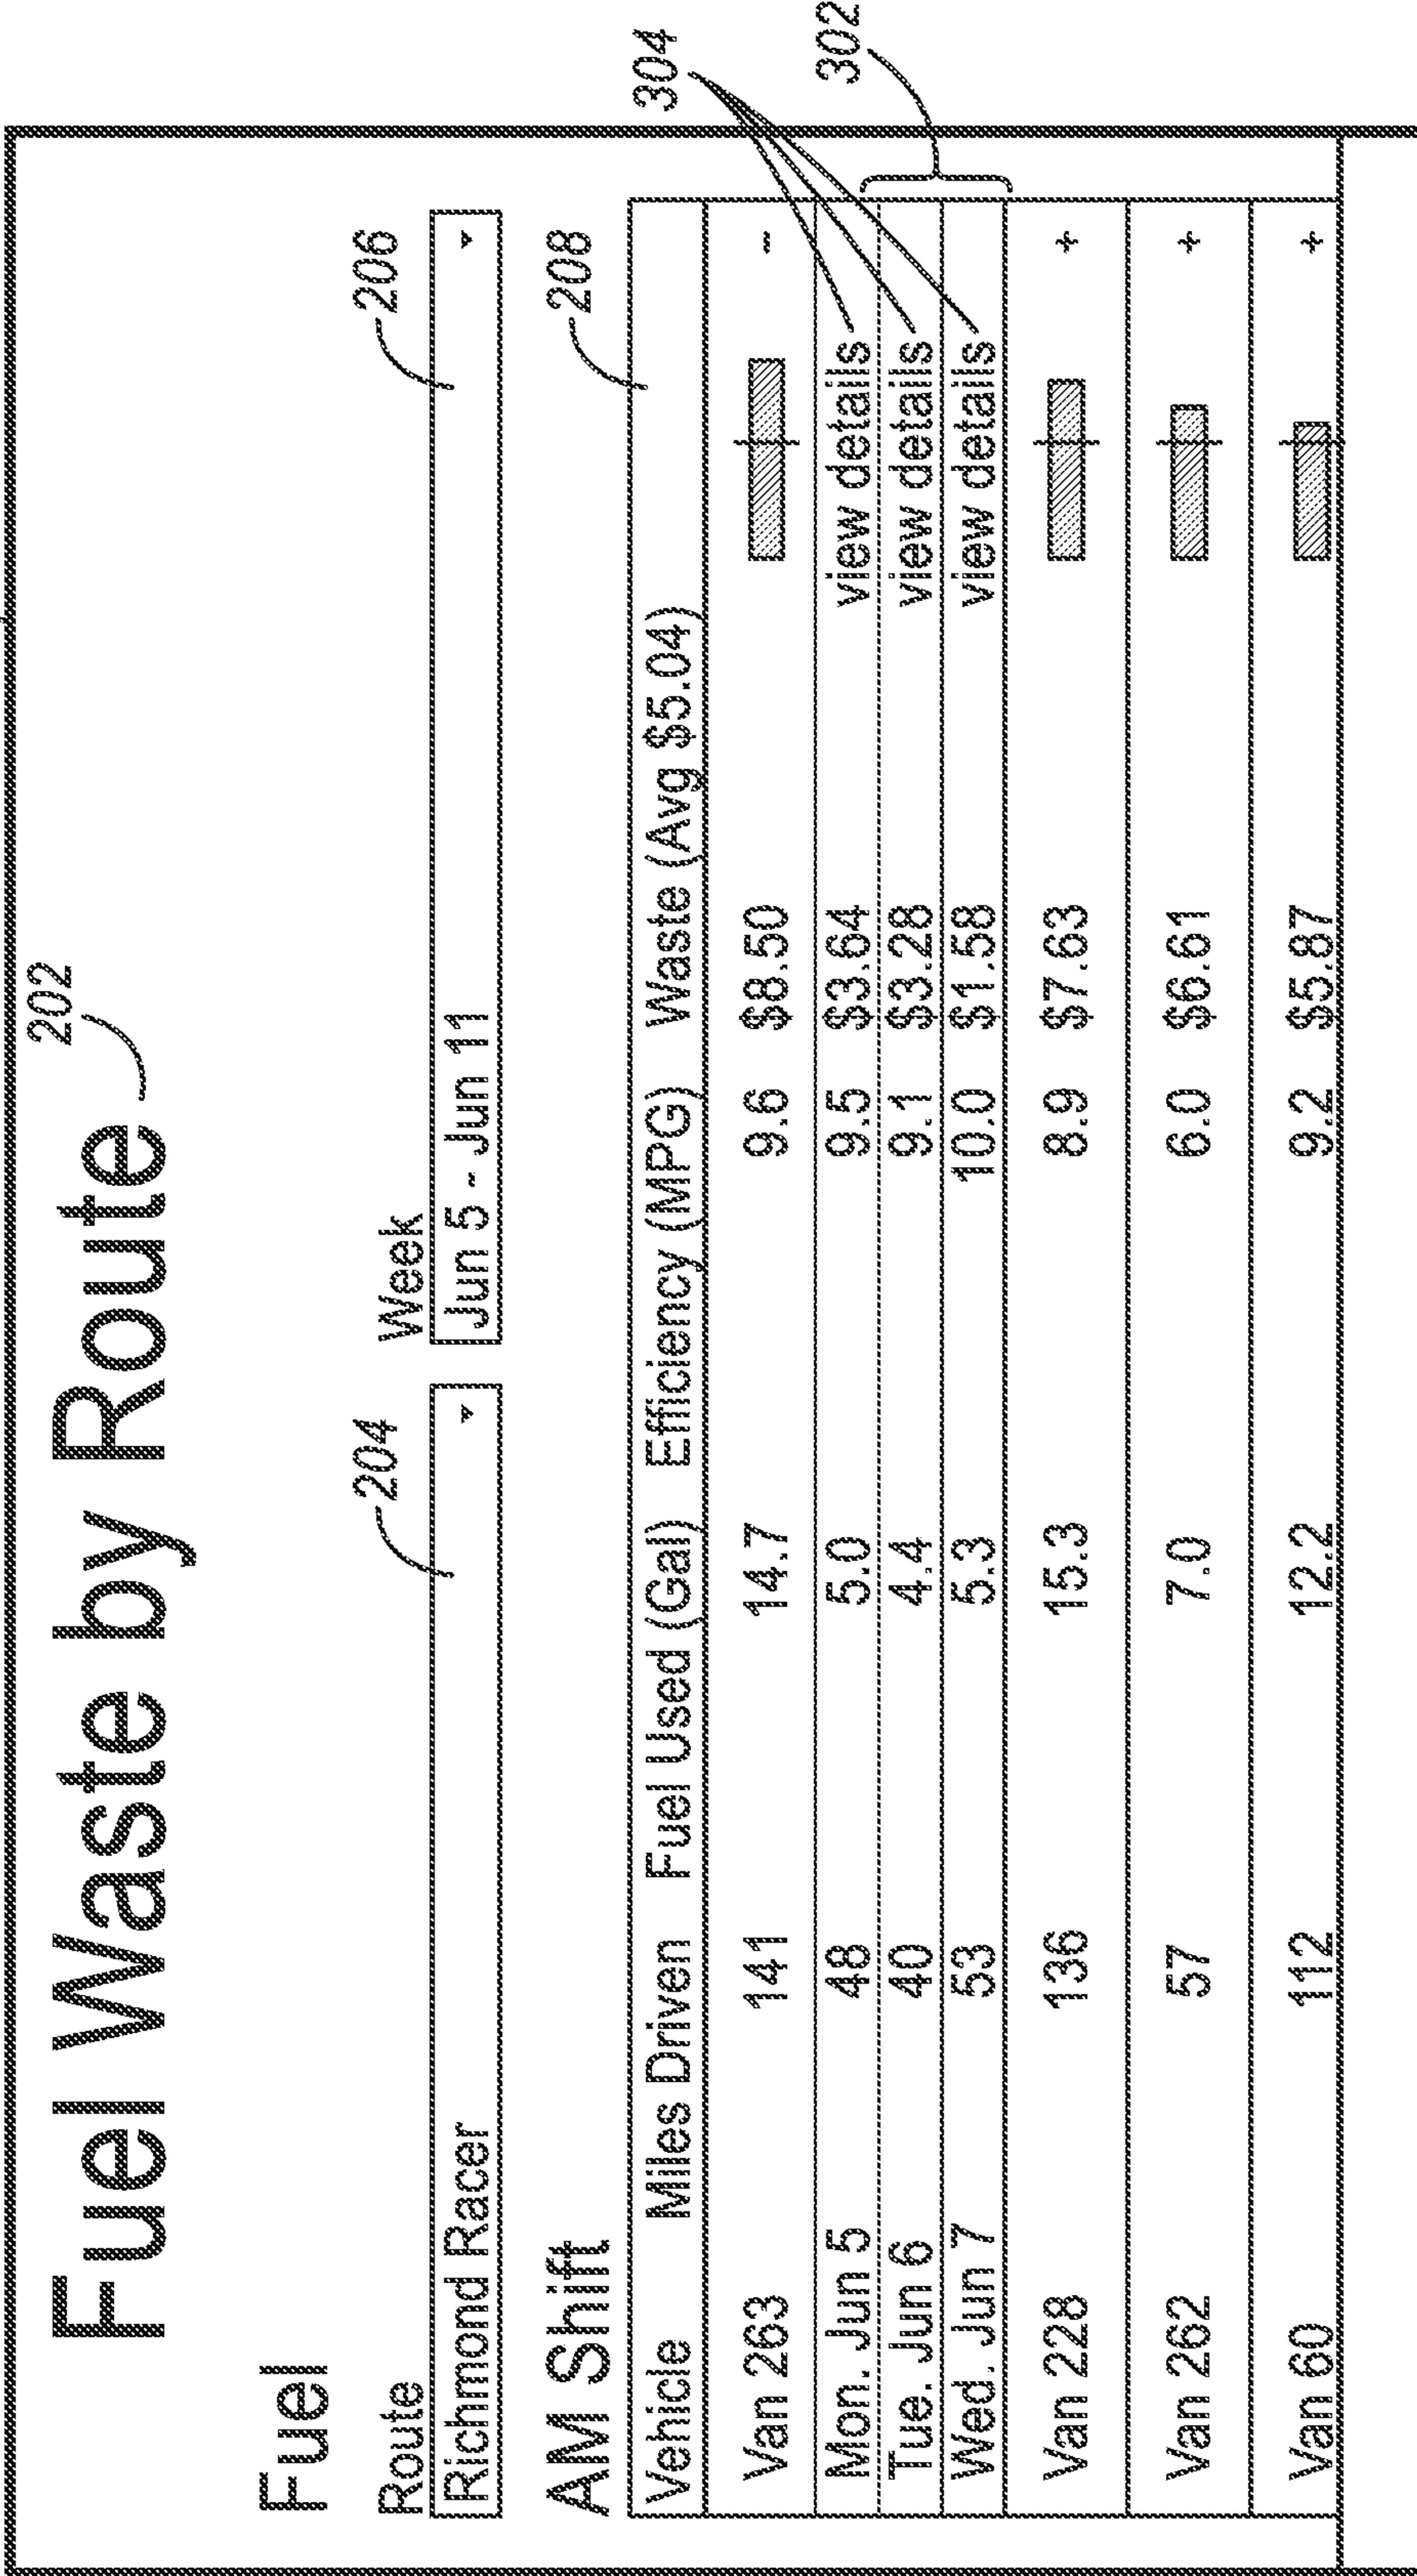 202
Fuel Waste by Route
Fuel
204
206
Route Week
Richmond Racer Jun 5 - Jun 11
AM Shift
208
Vehicle Miles Driven Fuel Used (Gal) Efficiency (MPG) Waste (Avg $5.04)
304
Van 263 141 14.7 9.6 $8.50 -
Mon. Jun 5 48 5.0 9.5 $3.64 view details
Tue. Jun 6 40 4.4 9.1 $3.28 view details
302
Wed. Jun 7 53 5.3 10.0 $1.58 view details
Van 228 136 15.3 8.9 $7.63 +
Van 262 57 7.0 6.0 $6.61 +
Van 60 112 12.2 9.2 $5.87 +